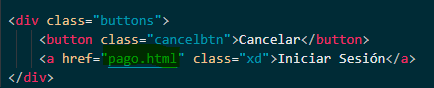 <div class="buttons">
<button class="cancelbtn">Cancelar</button>
<a href="pago.html" class="xd">Iniciar Sesión</a>
</div>